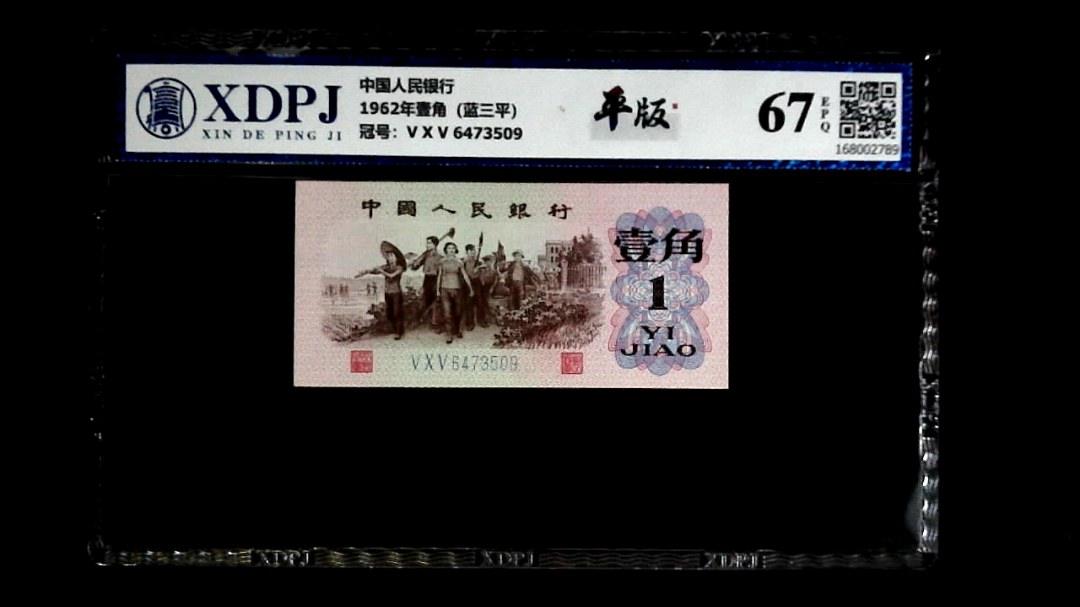 XDPJ
XIN DE PING JI
中国人民银行
1962年壹角（蓝三平）
冠号：V X V 6473509
平版
67
EPQ
168002789
中國人民銀行
壹角
1
YI
JIAO
V X V 6473509
XDPJ
XDPJ
XDPJ